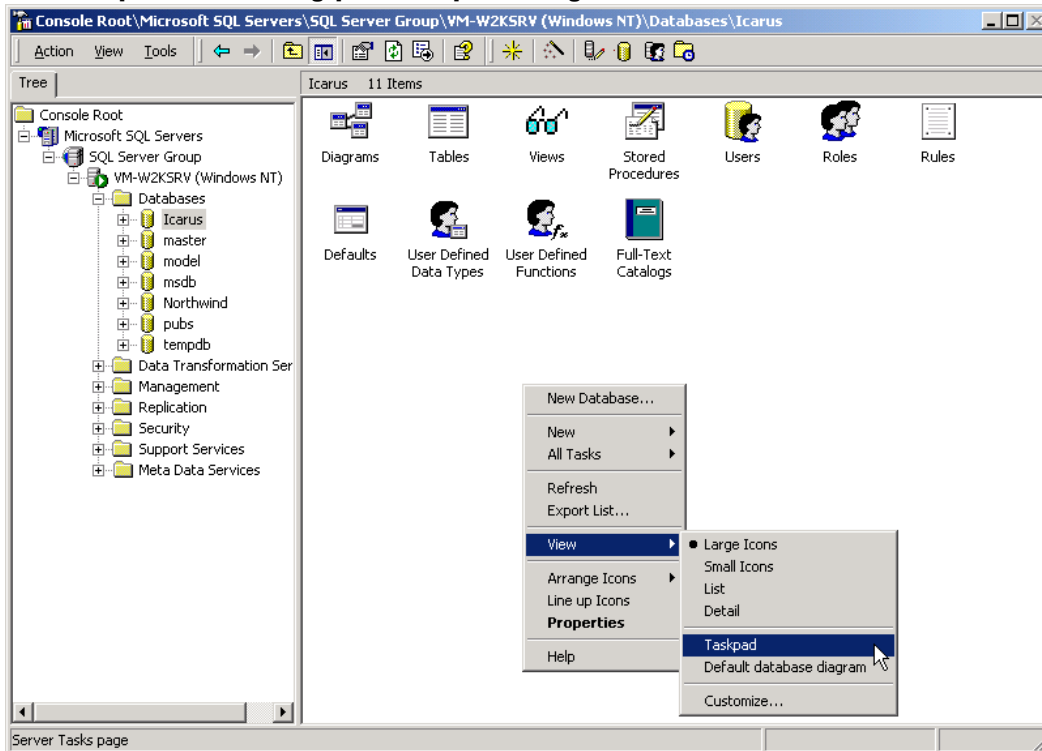 Console Root\Microsoft SQL Servers\SQL Server Group\VM-W2KSRV (Windows NT)\Databases\Icarus
Action View Tools
Tree
Icarus 11 Items
Console Root
Microsoft SQL Servers
SQL Server Group
VM-W2KSRV (Windows NT)
Databases
Icarus
master
model
msdb
Northwind
pubs
tempdb
Data Transformation Ser
Management
Replication
Security
Support Services
Meta Data Services
Diagrams
Tables
Views
Stored
Procedures
Users
Roles
Rules
Defaults
User Defined
Data Types
User Defined
Functions
Full-Text
Catalogs
New Database...
New
All Tasks
Refresh
Export List...
View
Arrange Icons
Line up Icons
Properties
Help
Large Icons
Small Icons
List
Detail
Taskpad
Default database diagram
Customize...
Server Tasks page